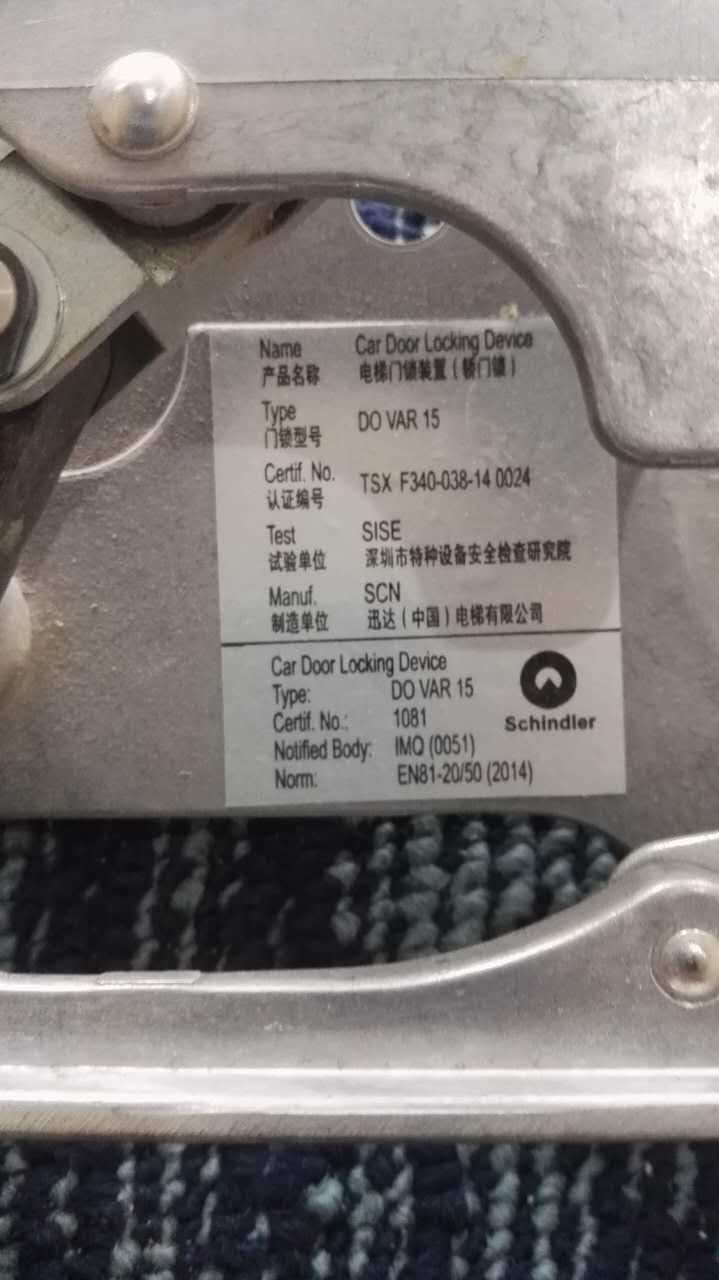 Name Car Door Locking Device
产品名称 电梯门锁装置（轿门锁）
Type DO VAR 15
门锁型号
Certif. No. TSX F340-038-14 0024
认证编号
Test SISE
试验单位 深圳市特种设备安全检查研究院
Manuf. SCN
制造单位 迅达（中国）电梯有限公司
Car Door Locking Device
Type: DO VAR 15
Certif. No.: 1081
Notified Body: IMQ (0051)
Norm: EN81-20/50 (2014)
Schindler